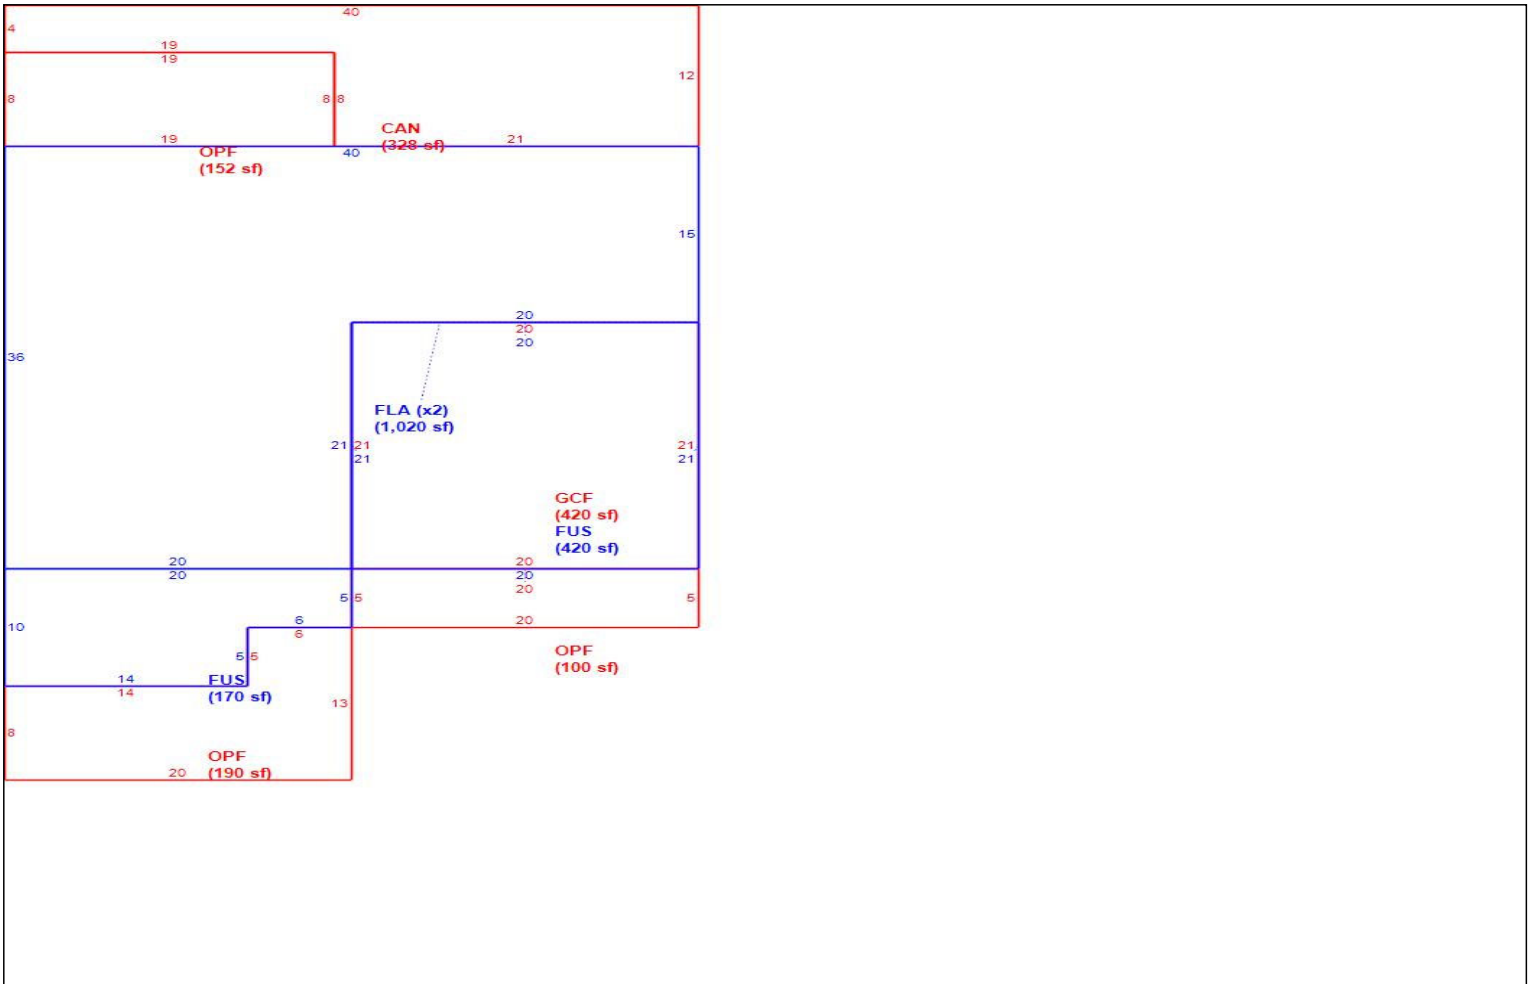 40
4
19
19
12
8
8 8
CAN
19
21
(328 sf)
OPF
40
(152 sf)
15
20
20
20
36
FLA (x2)
(1,020 sf)
21 21
21
21
21
GCF
(420 sf)
FUS
(420 sf)
20
20
20
20
20
5 5
5
10
6
6
20
5 5
OPF
(100 sf)
14
14
FUS
(170 sf)
13
8
OPF
20
(190 sf)